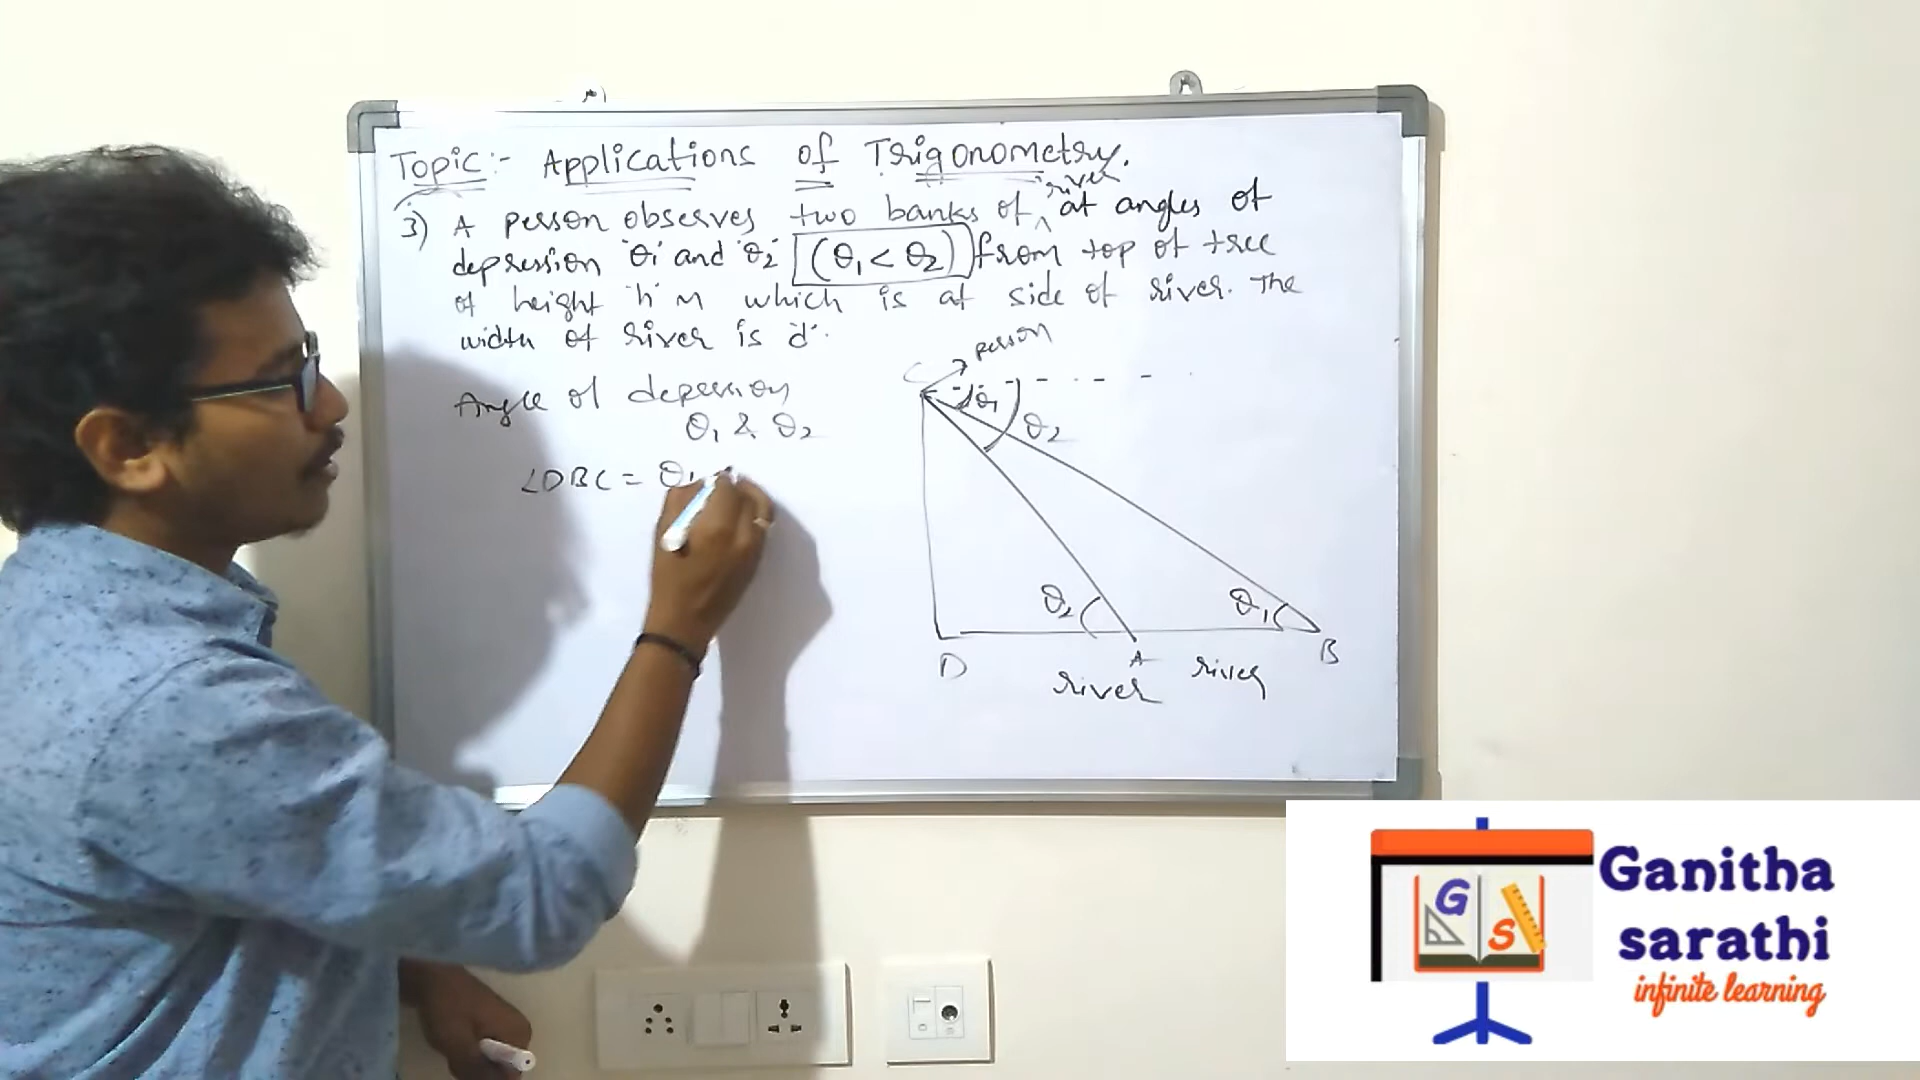 Topic:- Applications of Trigonometry.
river
3) A person observes two banks of ^ at angles of
depression 'θ1' and 'θ2' (θ1 < θ2) from top of tree
of height 'h' m which is at side of river. The
width of river is 'd'.
person
Angle of depression
θ1 & θ2
∠DBC = θ1
C
θ1
θ2
θ2
θ1
D
A
B
river
river
Ganitha
sarathi
infinite learning
G
S